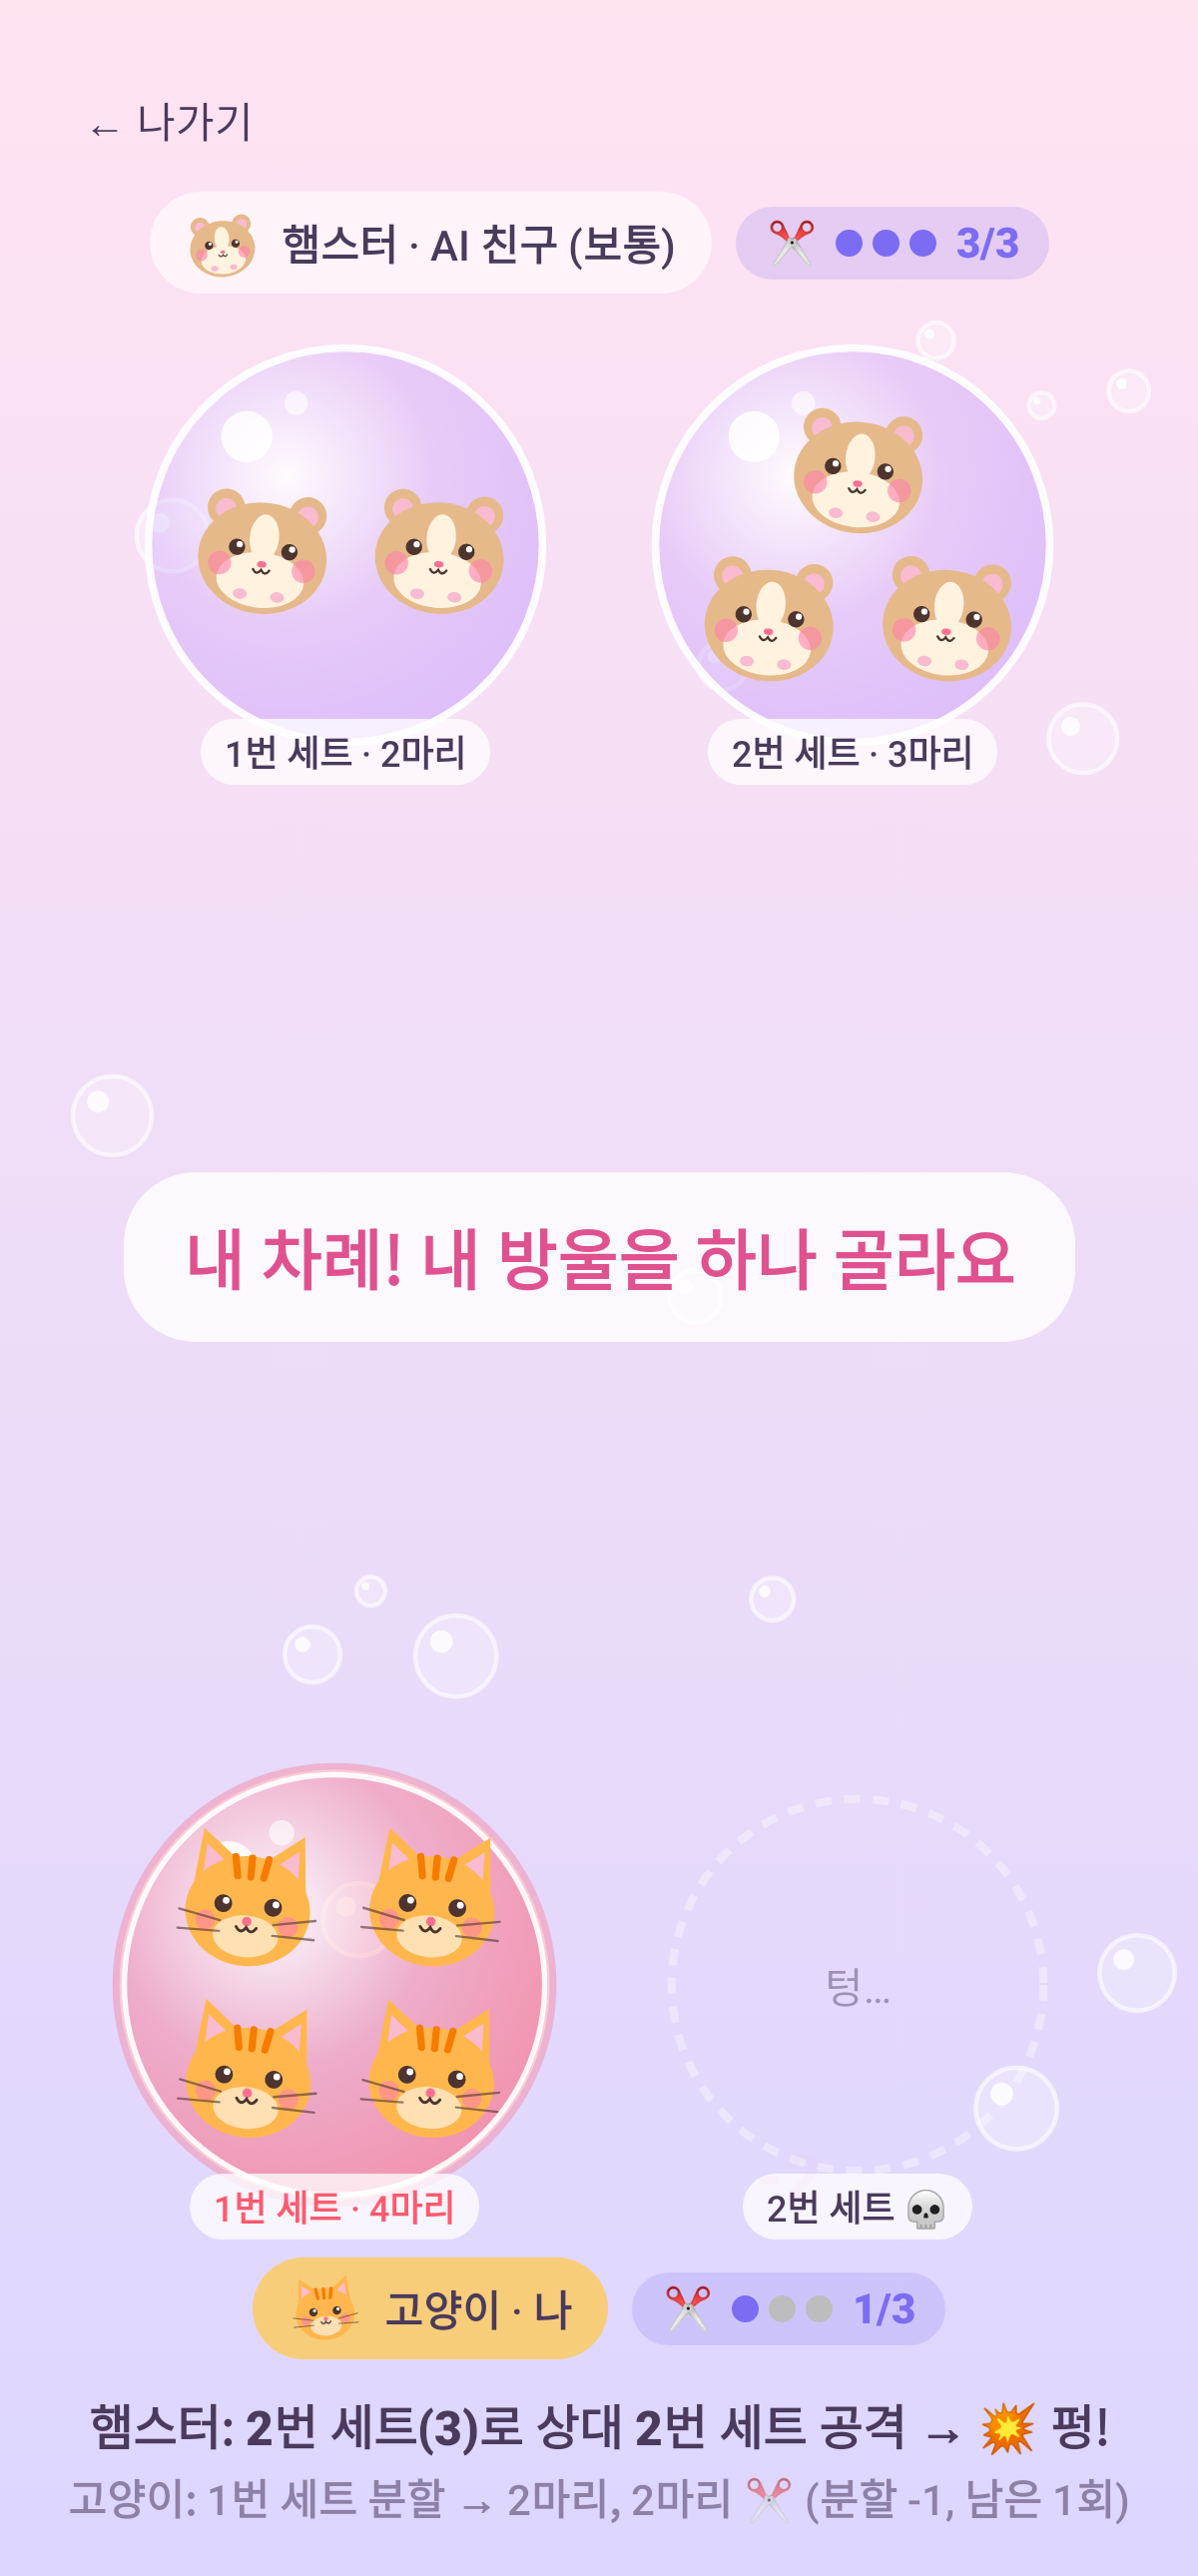 ← 나가기
햄스터 · AI 친구 (보통)
3/3
1번 세트 · 2마리
2번 세트 · 3마리
내 차례! 내 방울을 하나 골라요
텅...
1번 세트 · 4마리
2번 세트 💀
고양이 · 나
1/3
햄스터: 2번 세트(3)로 상대 2번 세트 공격 → 💥 펑!
고양이: 1번 세트 분할 → 2마리, 2마리 ✂️ (분할 -1, 남은 1회)